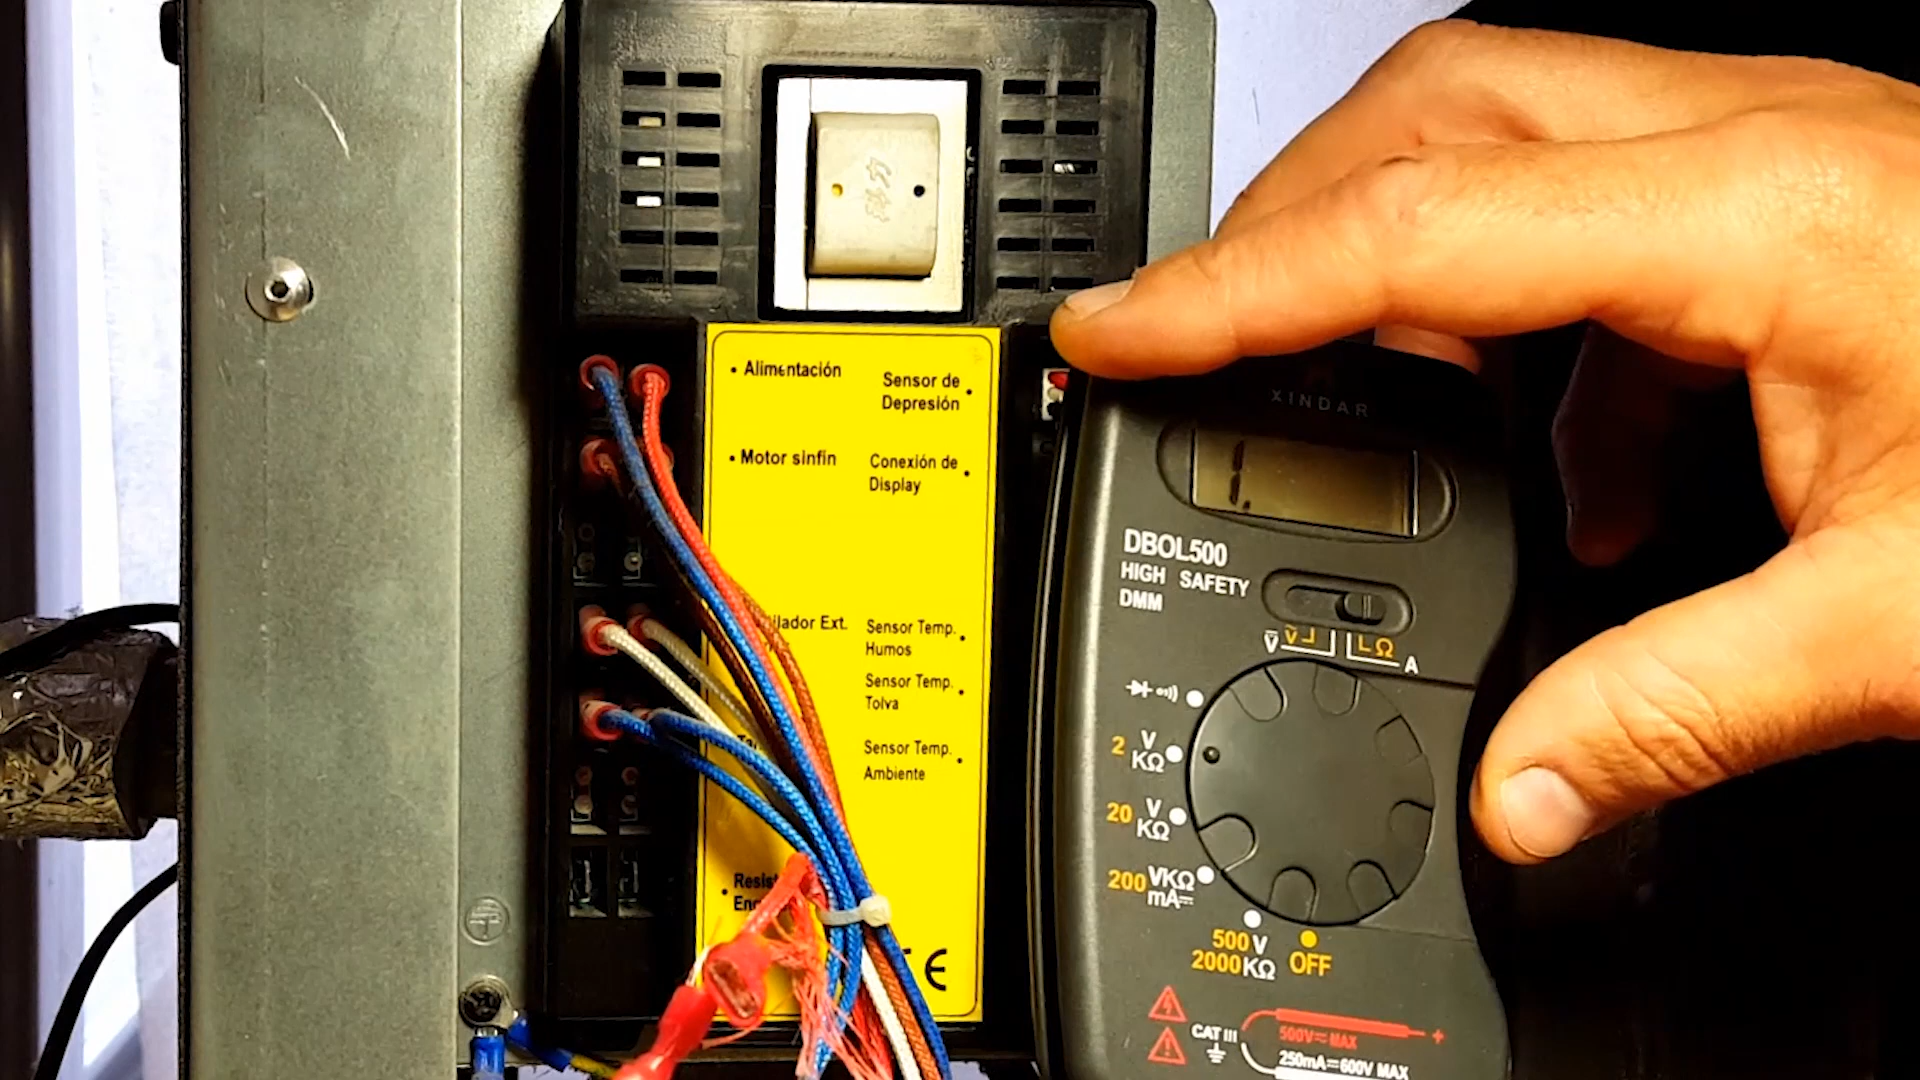 • Alimentación
Sensor de
Depresión •
• Motor sinfín
Conexión de
Display •
ilador Ext.
Sensor Temp.
Humos •
Sensor Temp.
Tolva •
Sensor Temp.
Ambiente •
• Resist
En
CE
XINDAR
DBOL500
HIGH SAFETY
DMM
V V Ω A
2 V
KΩ
20 V
KΩ
200 VKΩ
mA
500 V
2000 KΩ
OFF
CAT III
500V MAX +
250mA 600V MAX